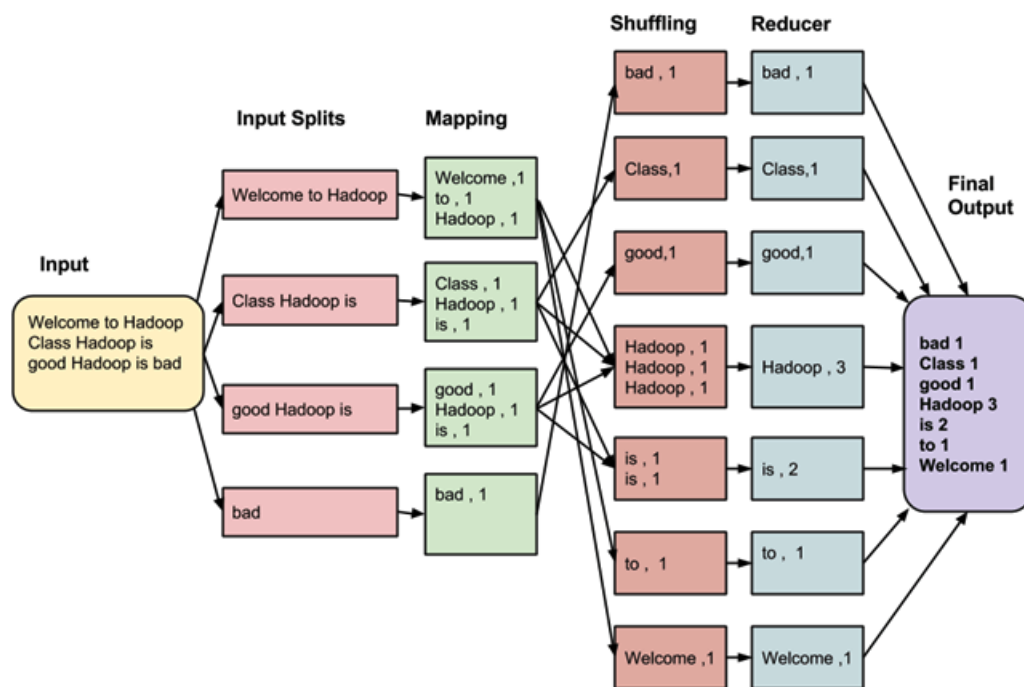 Input
Welcome to Hadoop
Class Hadoop is
good Hadoop is bad
Input Splits
Welcome to Hadoop
Class Hadoop is
good Hadoop is
bad
Mapping
Welcome ,1
to , 1
Hadoop , 1
Class , 1
Hadoop , 1
is , 1
good , 1
Hadoop , 1
is , 1
bad , 1
Shuffling
bad , 1
Class,1
good,1
Hadoop , 1
Hadoop , 1
Hadoop , 1
is , 1
is , 1
to , 1
Welcome ,1
Reducer
bad , 1
Class,1
good,1
Hadoop , 3
is , 2
to , 1
Welcome ,1
Final
Output
bad 1
Class 1
good 1
Hadoop 3
is 2
to 1
Welcome 1